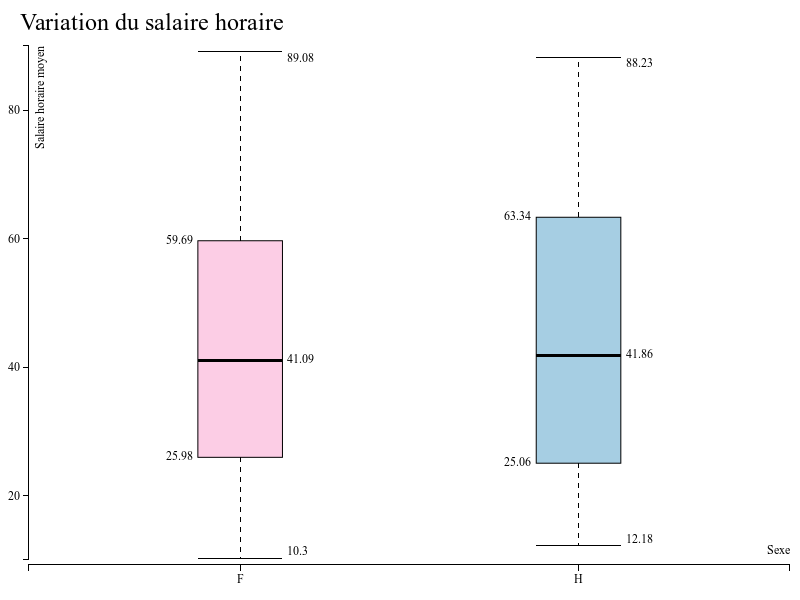 Variation du salaire horaire
Salaire horaire moyen
80
60
40
20
89.08
59.69
41.09
25.98
10.3
88.23
63.34
41.86
25.06
12.18
Sexe
F
H